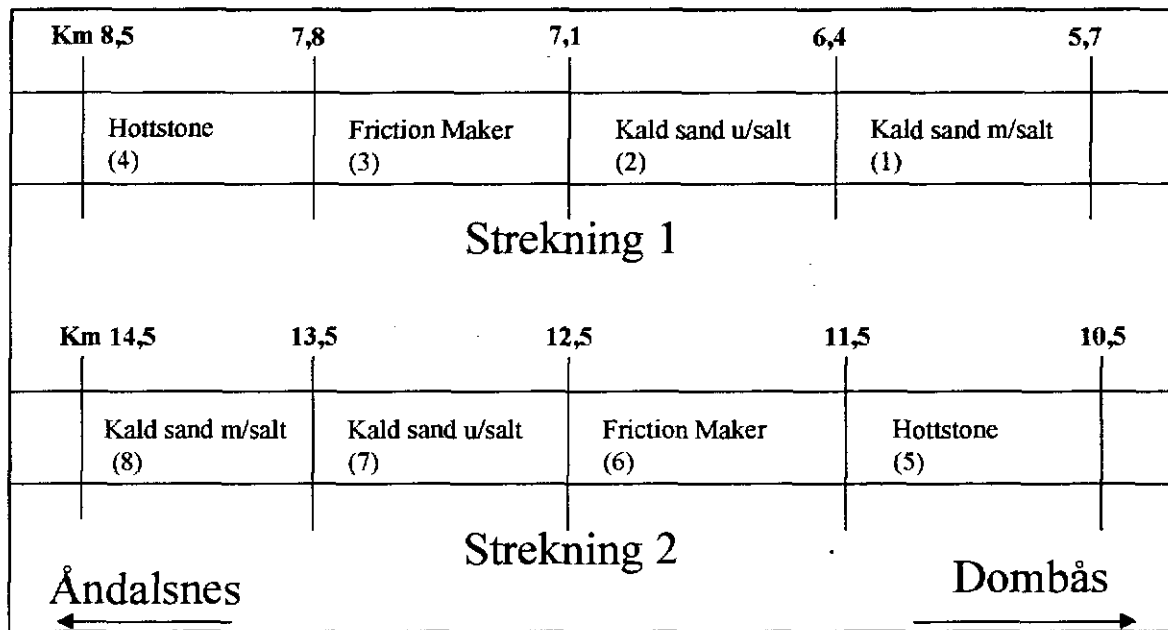 Km 8,5 7,8 7,1 6,4 5,7
Hottstone Friction Maker Kald sand u/salt Kald sand m/salt
(4) (3) (2) (1)
Strekning 1
Km 14,5 13,5 12,5 11,5 10,5
Kald sand m/salt Kald sand u/salt Friction Maker Hottstone
(8) (7) (6) (5)
Strekning 2
Åndalsnes Dombås